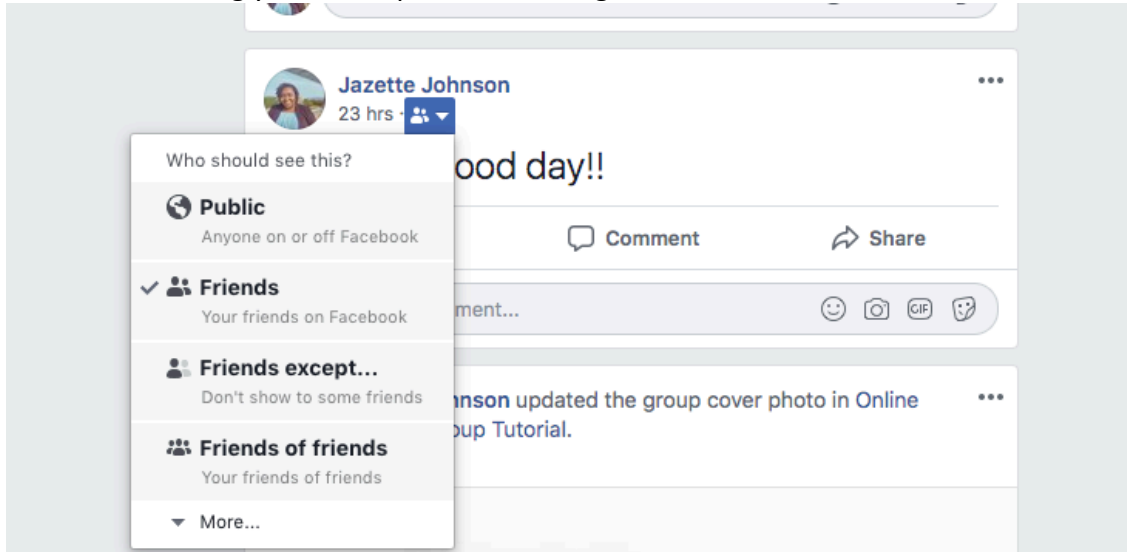 Jazette Johnson
23 hrs ·
Who should see this?
ood day!!
Public
Anyone on or off Facebook
Comment
Share
Friends
Your friends on Facebook
ment...
GIF
Friends except...
Don't show to some friends
nnson updated the group cover photo in Online
oup Tutorial.
Friends of friends
Your friends of friends
More...